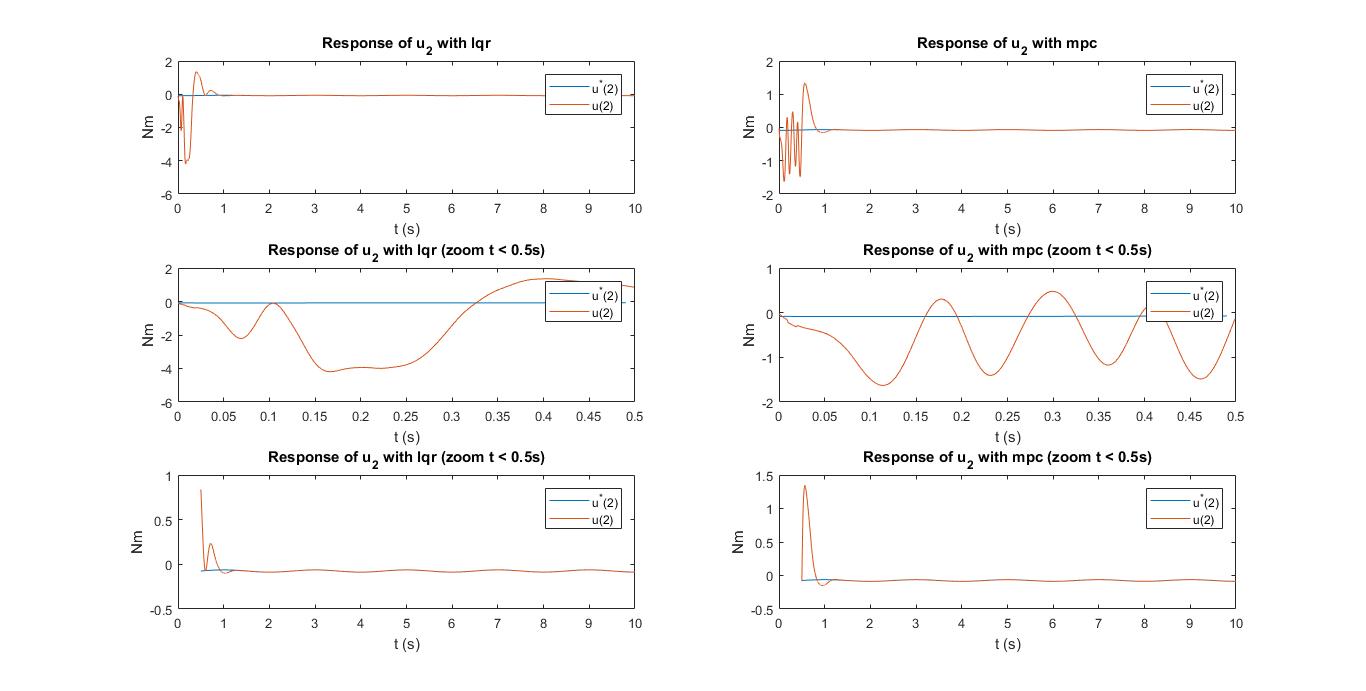 Response of u2 with lqr
2
0
-2
-4
-6
Nm
u*(2)
u(2)
0 1 2 3 4 5 6 7 8 9 10
t (s)
Response of u2 with mpc
2
1
0
-1
-2
Nm
u*(2)
u(2)
0 1 2 3 4 5 6 7 8 9 10
t (s)
Response of u2 with lqr (zoom t < 0.5s)
2
0
-2
-4
-6
Nm
u*(2)
u(2)
0 0.05 0.1 0.15 0.2 0.25 0.3 0.35 0.4 0.45 0.5
t (s)
Response of u2 with mpc (zoom t < 0.5s)
1
0
-1
-2
Nm
u*(2)
u(2)
0 0.05 0.1 0.15 0.2 0.25 0.3 0.35 0.4 0.45 0.5
t (s)
Response of u2 with lqr (zoom t < 0.5s)
1
0.5
0
-0.5
Nm
u*(2)
u(2)
0 1 2 3 4 5 6 7 8 9 10
t (s)
Response of u2 with mpc (zoom t < 0.5s)
1.5
1
0.5
0
-0.5
Nm
u*(2)
u(2)
0 1 2 3 4 5 6 7 8 9 10
t (s)